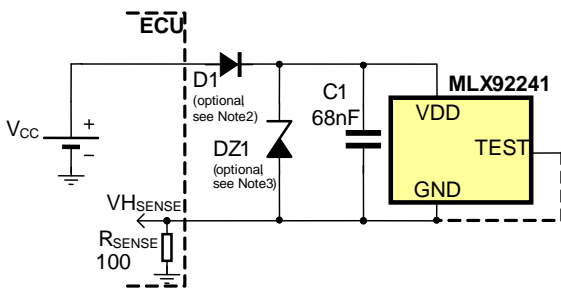 ECU
D1
(optional,
see Note2)
C1
68nF
MLX92241
VDD
TEST
GND
VCC
+
–
DZ1
(optional,
see Note3)
VHSENSE
RSENSE
100